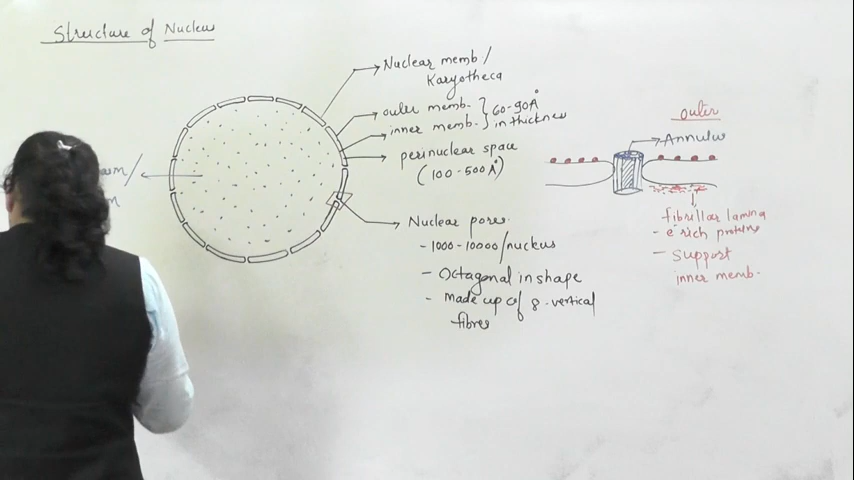 Structure of Nucleus
Nuclear memb /
Karyotheca
outer memb. } 60-90Å
inner memb. } in thicknes
perinuclear space
(100-500Å)
Nuclear pores.
- 1000-10000/nucleus
- Octagonal in shape
- made up of 8-vertical
fibres
outer
Annulus
fibrillar lamina
- e⁻ rich proteins
- Support
inner memb.